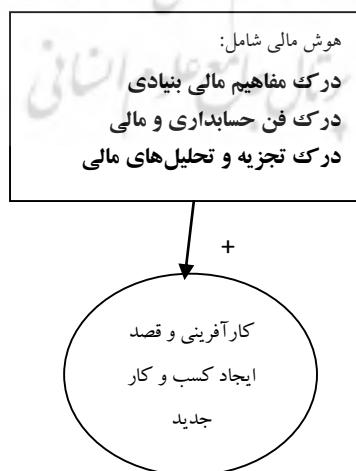 هوش مالی شامل:
درک مفاهیم مالی بنیادی
درک فن حسابداری و مالی
درک تجزیه و تحلیل‌های مالی
+
کارآفرینی و قصد
ایجاد کسب و کار
جدید